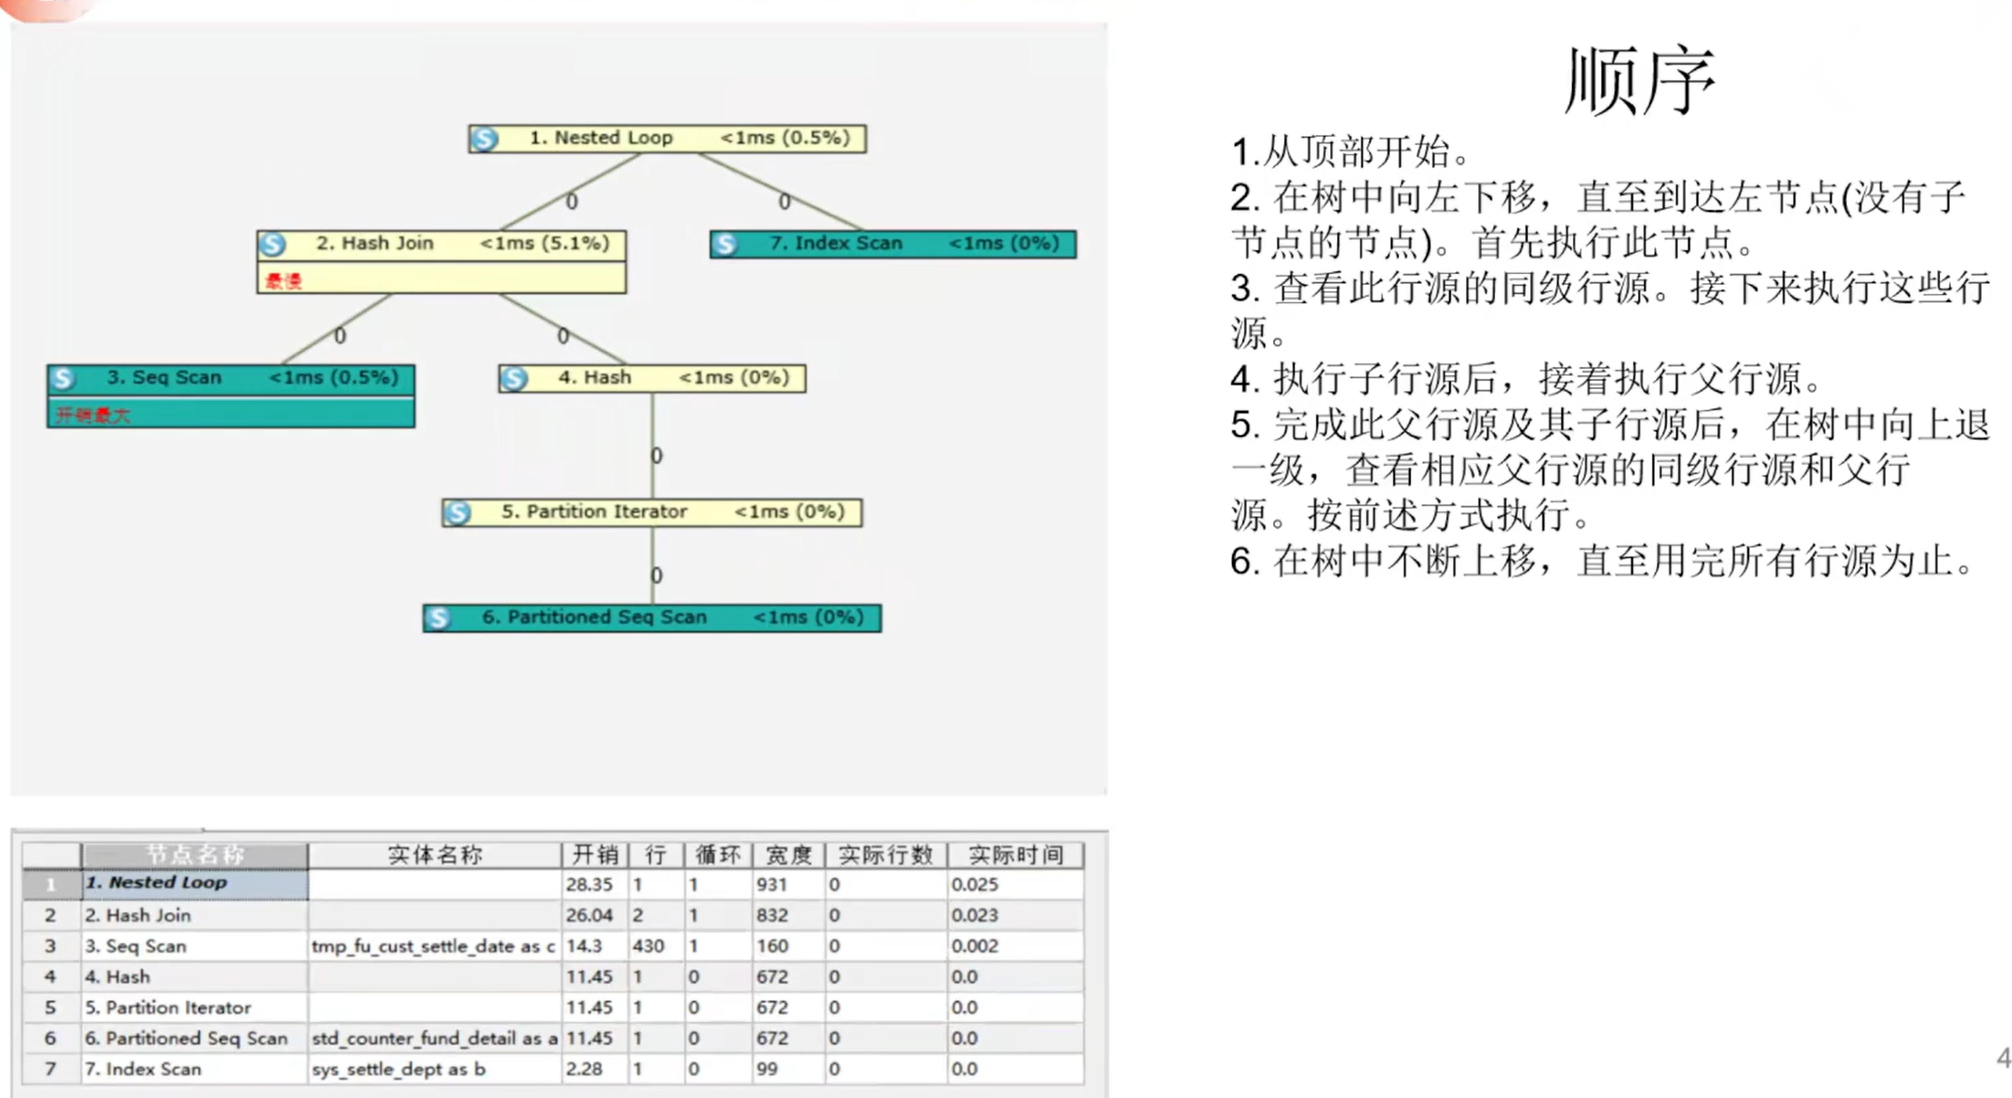 顺序
1.从顶部开始。
2. 在树中向左下移，直至到达左节点(没有子
节点的节点)。首先执行此节点。
3. 查看此行源的同级行源。接下来执行这些行
源。
4. 执行子行源后，接着执行父行源。
5. 完成此父行源及其子行源后，在树中向上退
一级，查看相应父行源的同级行源和父行
源。按前述方式执行。
6. 在树中不断上移，直至用完所有行源为止。
1. Nested Loop <1ms (0.5%)
0 0
2. Hash Join <1ms (5.1%)
最慢
7. Index Scan <1ms (0%)
0 0
3. Seq Scan <1ms (0.5%)
开销最大
4. Hash <1ms (0%)
0
5. Partition Iterator <1ms (0%)
0
6. Partitioned Seq Scan <1ms (0%)
节点名称 实体名称 开销 行 循环 宽度 实际行数 实际时间
1 1. Nested Loop 28.35 1 1 931 0 0.025
2 2. Hash Join 26.04 2 1 832 0 0.023
3 3. Seq Scan tmp_fu_cust_settle_date as c 14.3 430 1 160 0 0.002
4 4. Hash 11.45 1 0 672 0 0.0
5 5. Partition Iterator 11.45 1 0 672 0 0.0
6 6. Partitioned Seq Scan std_counter_fund_detail as a 11.45 1 0 672 0 0.0
7 7. Index Scan sys_settle_dept as b 2.28 1 0 99 0 0.0
4